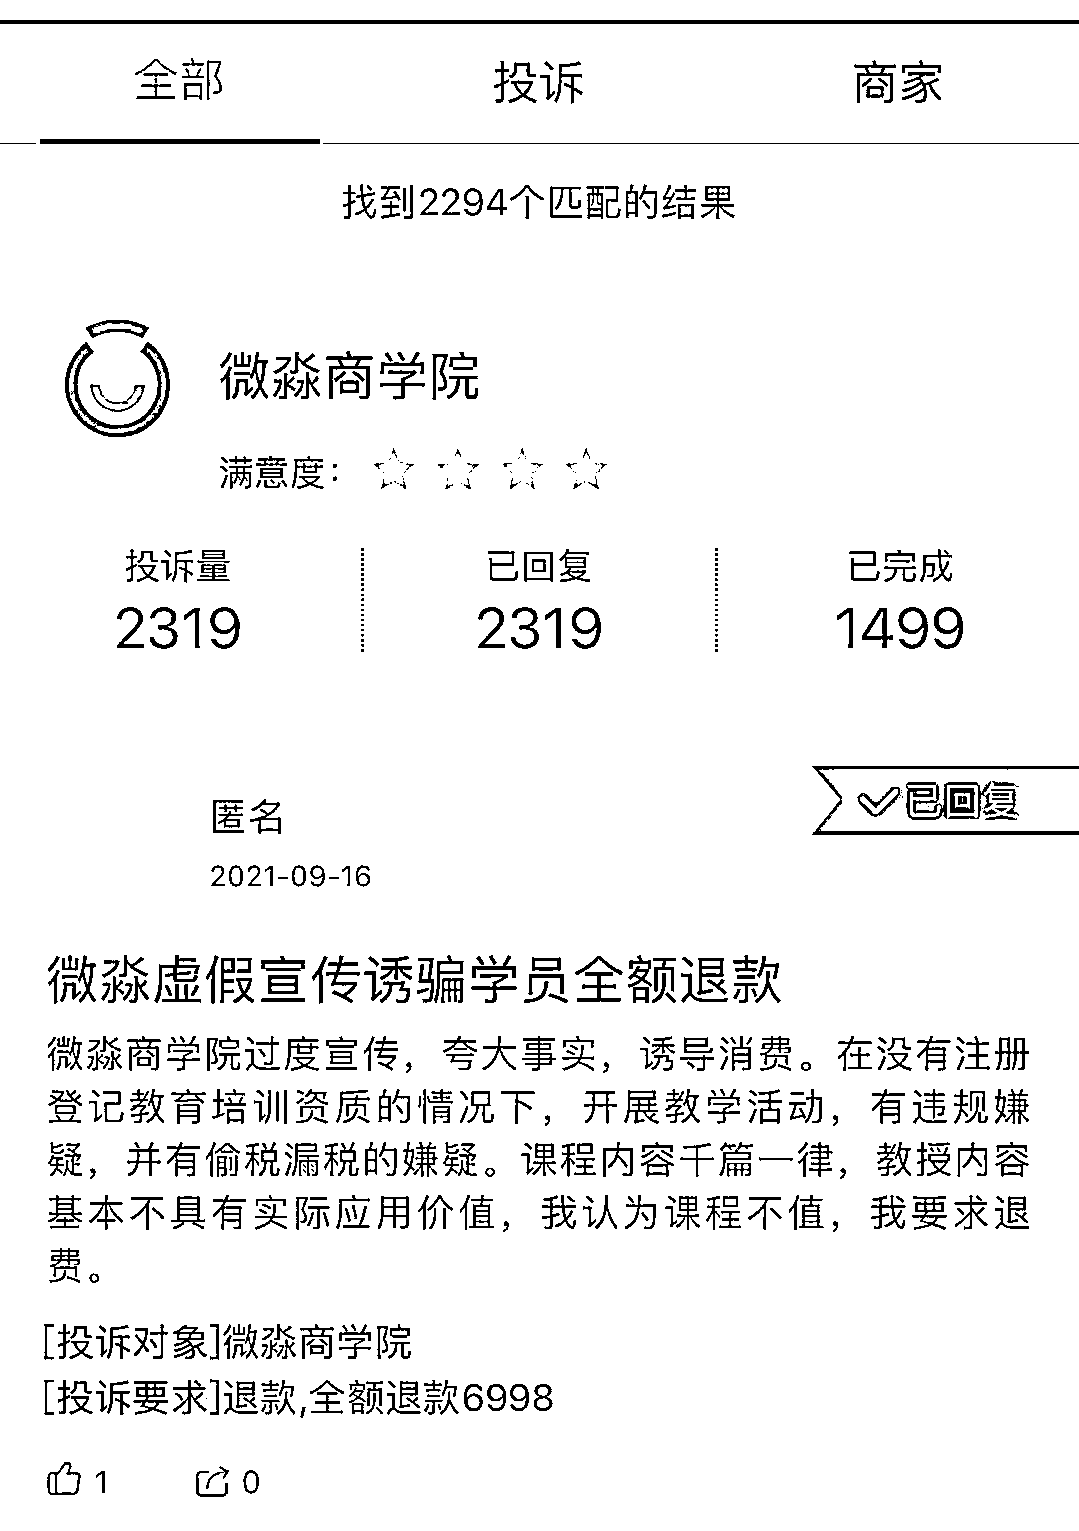 全部 投诉 商家
找到2294个匹配的结果
微淼商学院
满意度：
投诉量 已回复 已完成
2319 2319 1499
已回复
匿名
2021-09-16
微淼虚假宣传诱骗学员全额退款
微淼商学院过度宣传，夸大事实，诱导消费。在没有注册
登记教育培训资质的情况下，开展教学活动，有违规嫌
疑，并有偷税漏税的嫌疑。课程内容千篇一律，教授内容
基本不具有实际应用价值，我认为课程不值，我要求退
费。
[投诉对象]微淼商学院
[投诉要求]退款,全额退款6998
1 0